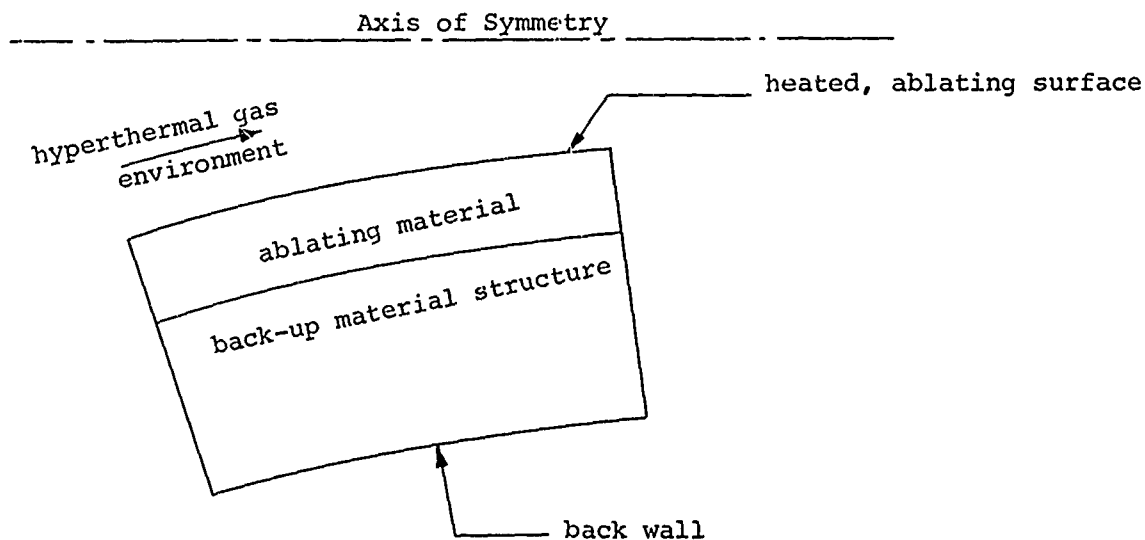 Axis of Symmetry
heated, ablating surface
hyperthermal gas
environment
ablating material
back-up material structure
back wall